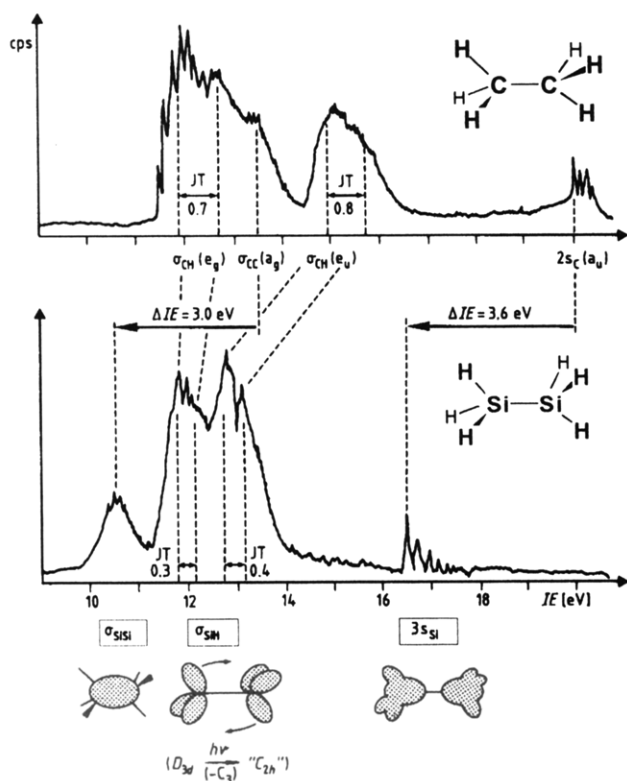 cps
H H
H C C H
H H
JT
0.7
JT
0.8
σCH(eg) σCC(ag) σCH(eu) 2sC(au)
ΔIE = 3.0 eV ΔIE = 3.6 eV
H H
H Si Si H
H H
JT
0.3
JT
0.4
10 12 14 16 18 IE [eV]
σSiSi σSiH 3sSi
hν
(D3d (-C3) "C2h")